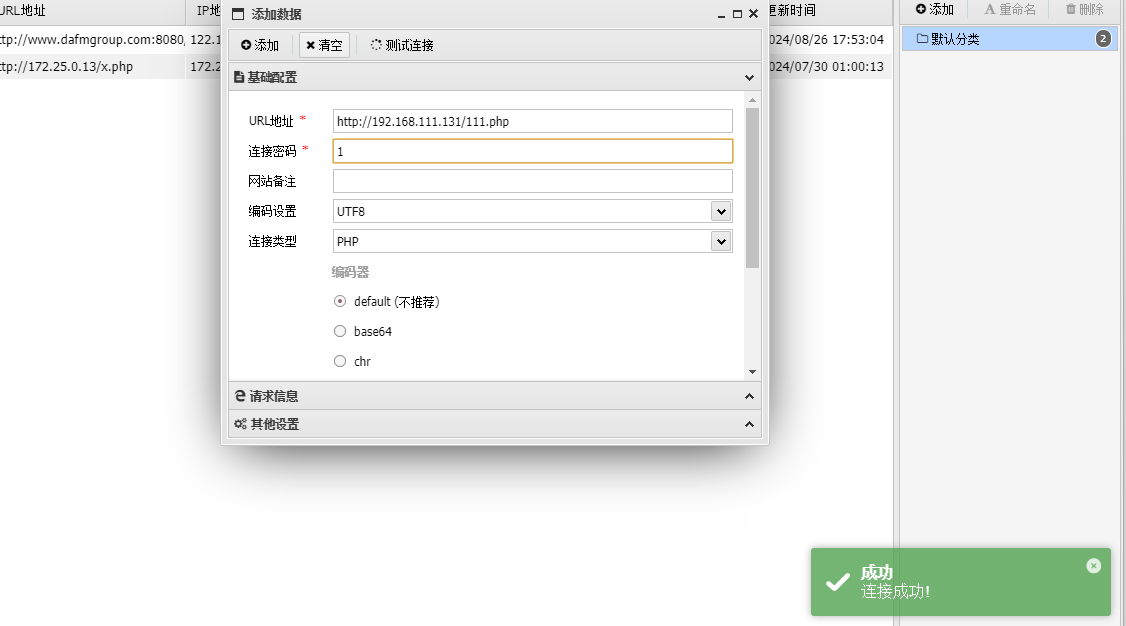 URL地址 IP地 更新时间
ttp://www.dafmgroup.com:8080, 122.1 024/08/26 17:53:04
ttp://172.25.0.13/x.php 172.2 024/07/30 01:00:13
添加数据
添加 清空 测试连接
基础配置
URL地址 *
http://192.168.111.131/111.php
连接密码 *
1
网站备注
编码设置
UTF8
连接类型
PHP
编码器
default (不推荐)
base64
chr
请求信息
其他设置
添加 重命名 删除
默认分类 2
成功
连接成功!